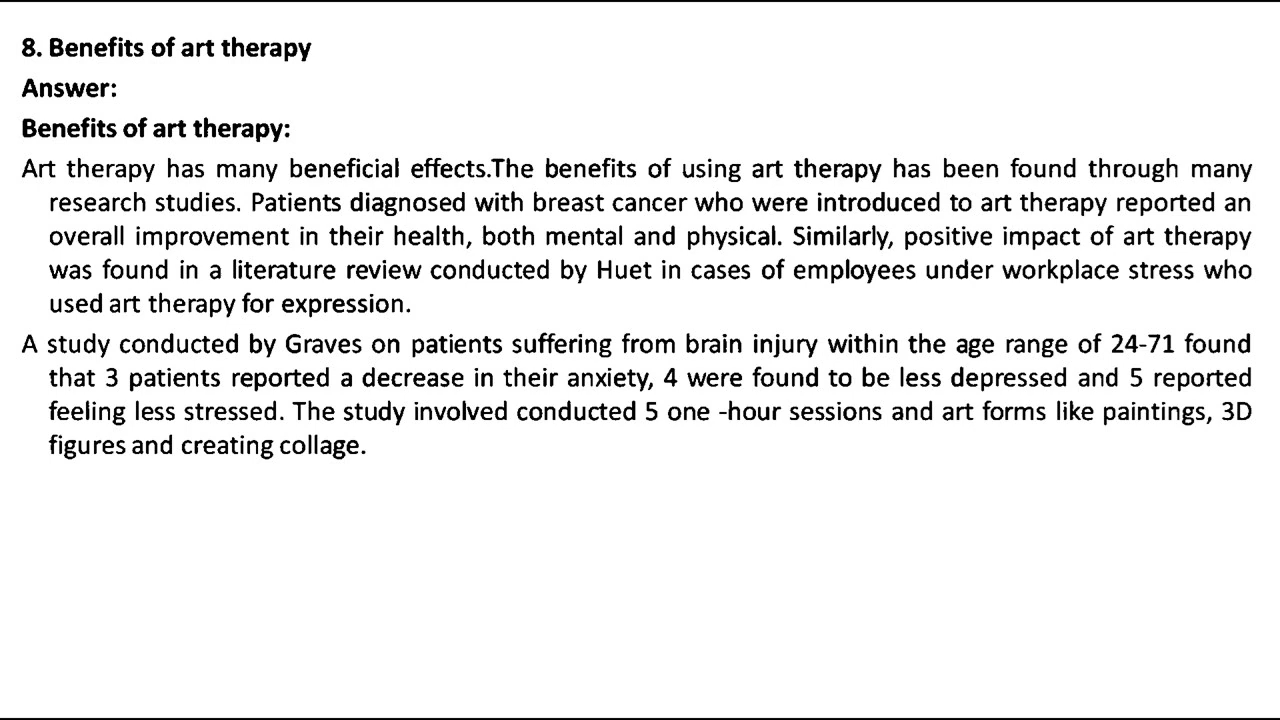 8. Benefits of art therapy
Answer:
Benefits of art therapy:
Art therapy has many beneficial effects.The benefits of using art therapy has been found through many
research studies. Patients diagnosed with breast cancer who were introduced to art therapy reported an
overall improvement in their health, both mental and physical. Similarly, positive impact of art therapy
was found in a literature review conducted by Huet in cases of employees under workplace stress who
used art therapy for expression.
A study conducted by Graves on patients suffering from brain injury within the age range of 24-71 found
that 3 patients reported a decrease in their anxiety, 4 were found to be less depressed and 5 reported
feeling less stressed. The study involved conducted 5 one -hour sessions and art forms like paintings, 3D
figures and creating collage.